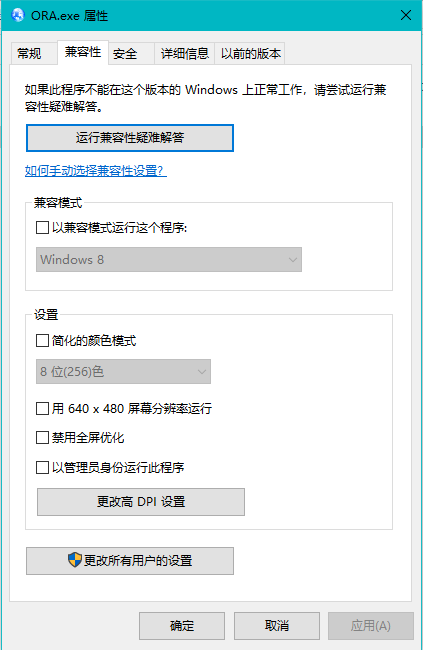 ORA.exe 属性
常规
兼容性
安全
详细信息
以前的版本
如果此程序不能在这个版本的 Windows 上正常工作，请尝试运行兼
容性疑难解答。
运行兼容性疑难解答
如何手动选择兼容性设置?
兼容模式
以兼容模式运行这个程序:
Windows 8
设置
简化的颜色模式
8 位(256)色
用 640 x 480 屏幕分辨率运行
禁用全屏优化
以管理员身份运行此程序
更改高 DPI 设置
更改所有用户的设置
确定
取消
应用(A)